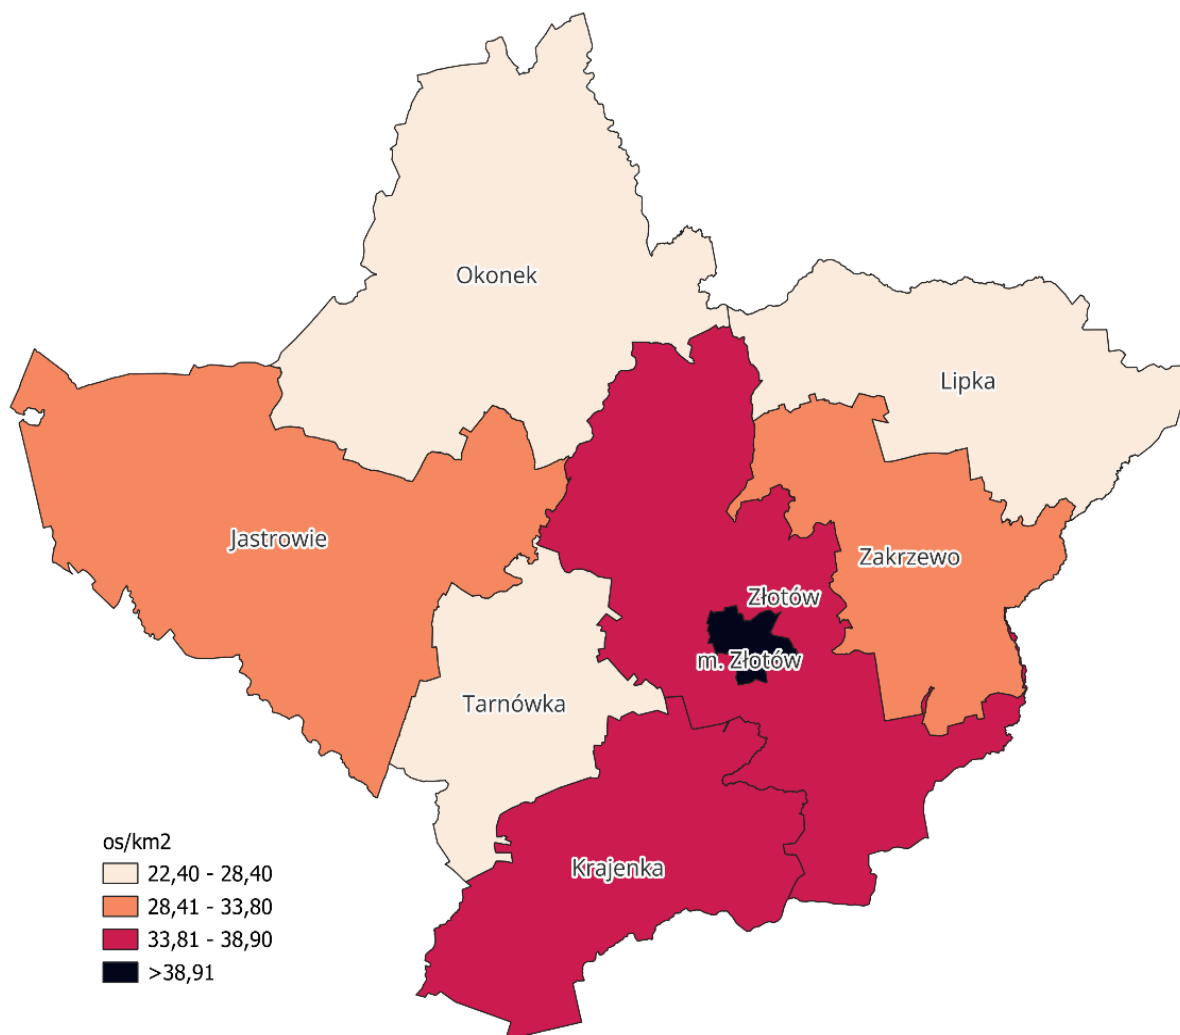 Okonek
Lipka
Jastrowie
Zakrzewo
Złotów
m. Złotów
Tarnówka
Krajenka
os/km2
22,40 - 28,40
28,41 - 33,80
33,81 - 38,90
>38,91